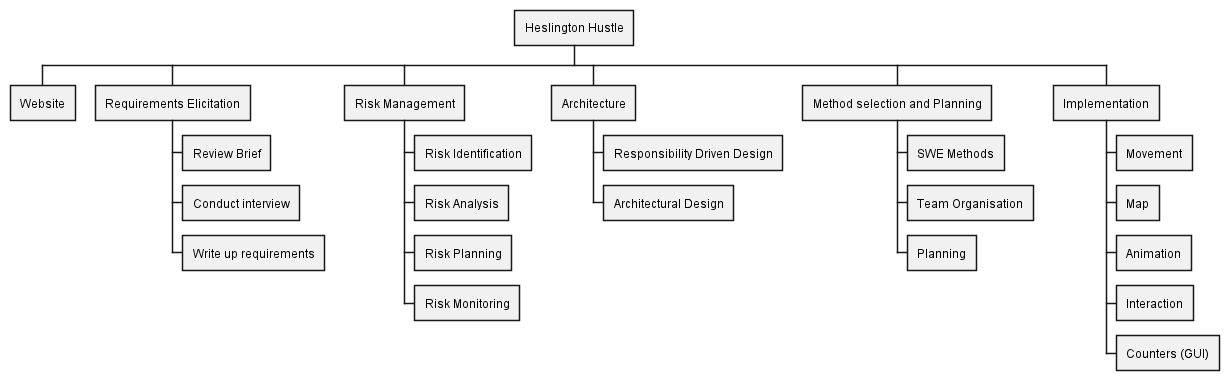 Heslington Hustle
Website
Requirements Elicitation
Risk Management
Architecture
Method selection and Planning
Implementation
Review Brief
Conduct interview
Write up requirements
Risk Identification
Risk Analysis
Risk Planning
Risk Monitoring
Responsibility Driven Design
Architectural Design
SWE Methods
Team Organisation
Planning
Movement
Map
Animation
Interaction
Counters (GUI)